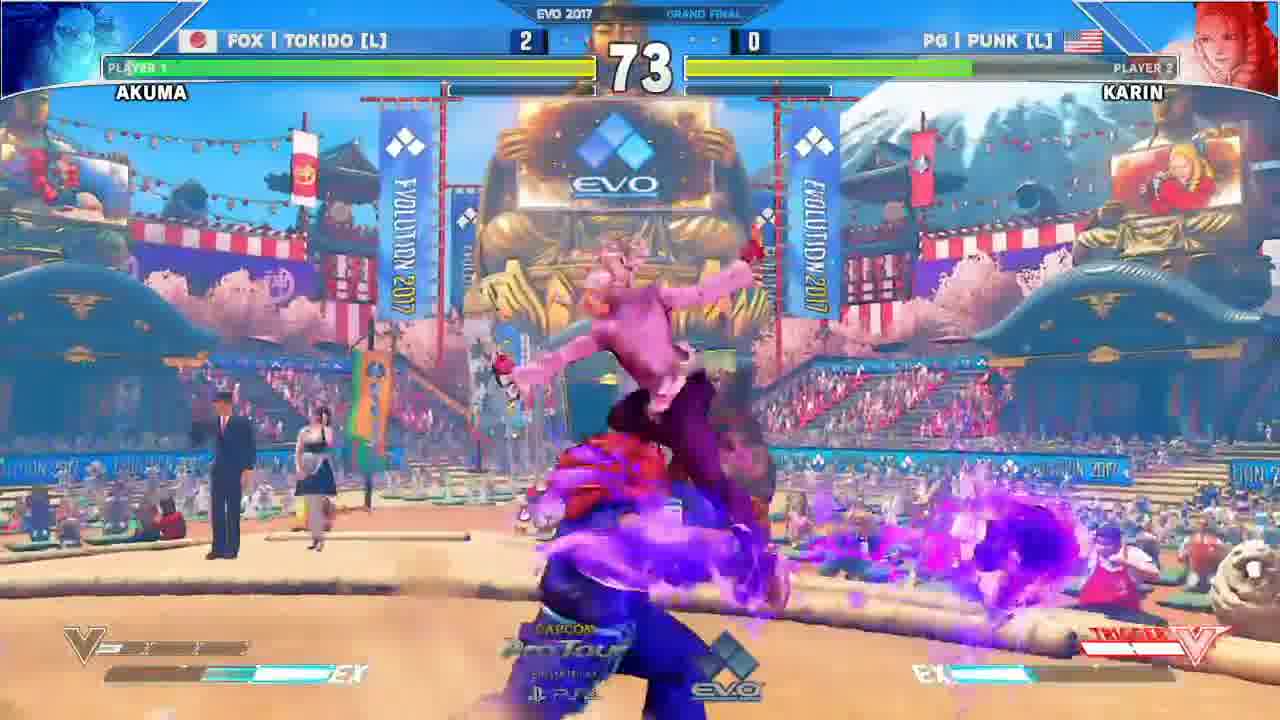 EVO 2017
GRAND FINAL
FOX | TOKIDO [L]
2
73
0
PG | PUNK [L]
PLAYER 1
PLAYER 2
AKUMA
KARIN
EVO
EVOLUTION 2017
EVOLUTION 2017
TRIGGER
V
V
EX
EX
CAPCOM
Pro Tour
PS4
EVO